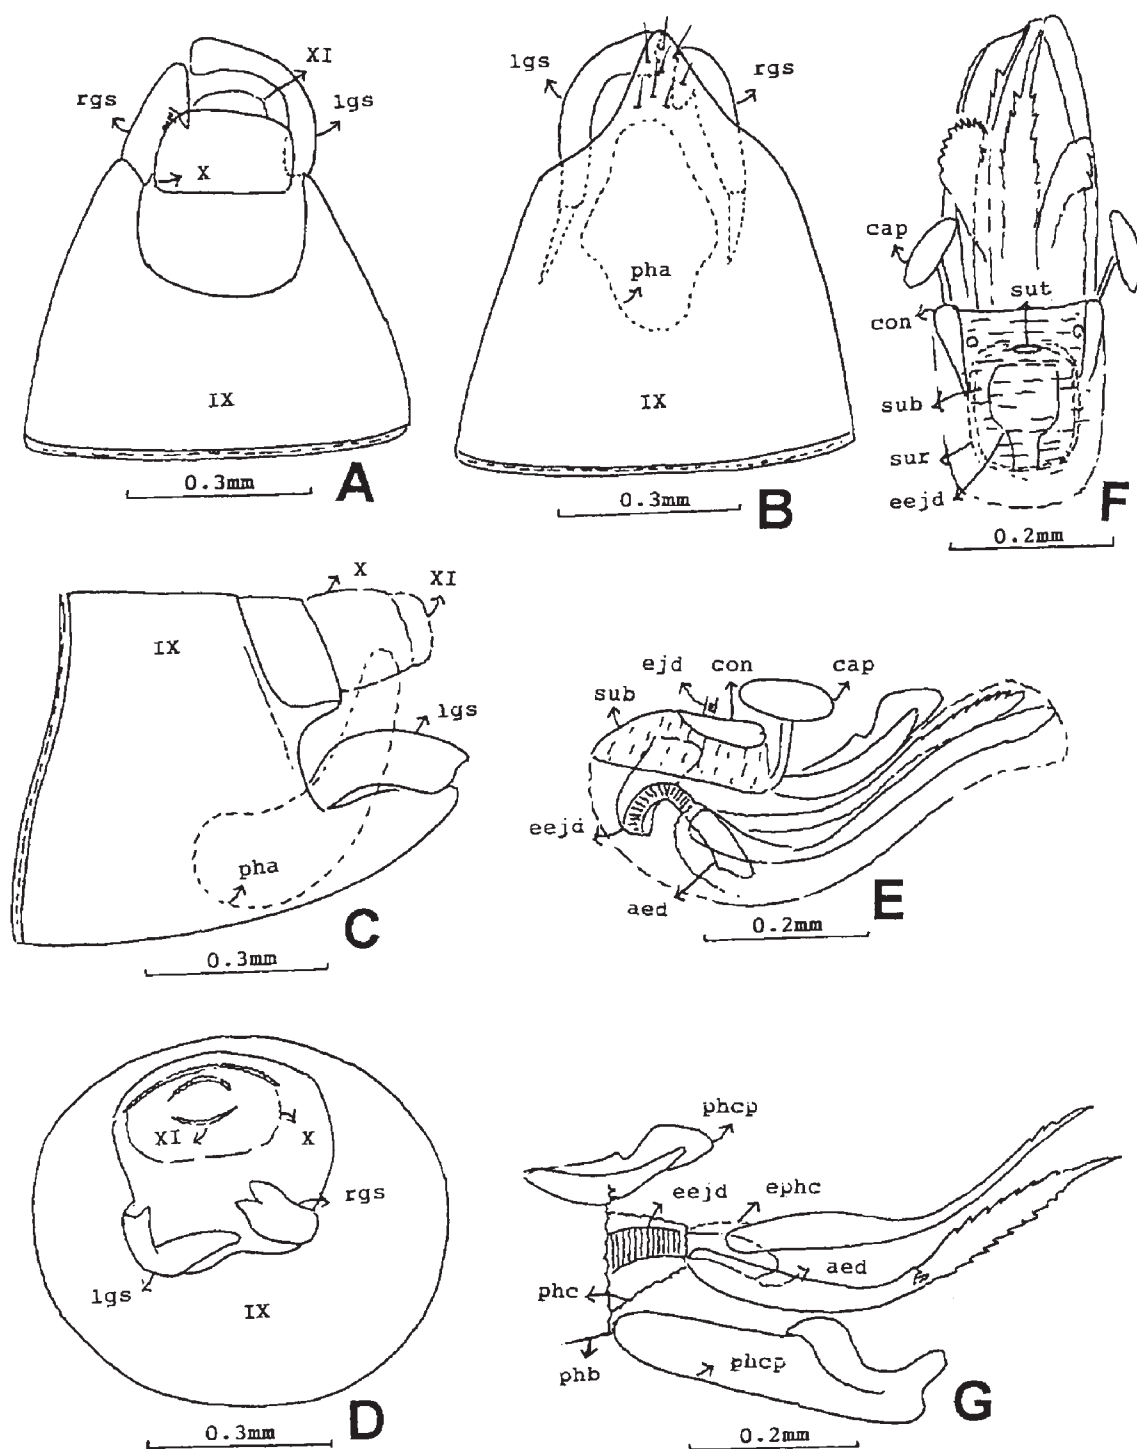 XI
rgs
lgs
X
IX
0.3mm
A
lgs
rgs
pha
IX
0.3mm
B
cap
sut
con
sub
sur
eejd
0.2mm
F
X
XI
IX
lgs
pha
0.3mm
C
ejd
con
cap
sub
eejd
aed
0.2mm
E
XI
X
rgs
lgs
IX
0.3mm
D
phcp
eejd
ephc
aed
phc
phb
phcp
0.2mm
G